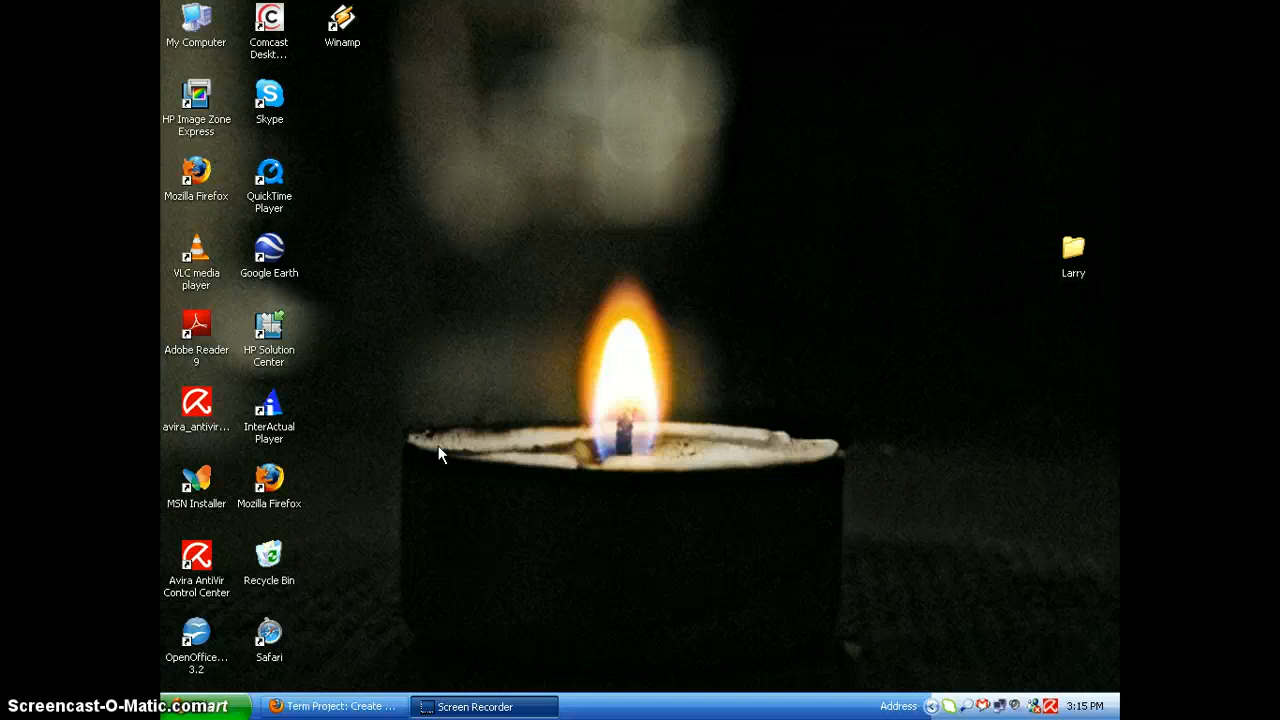 My Computer
Comcast
Deskt...
Winamp
HP Image Zone
Express
Skype
Mozilla Firefox
QuickTime
Player
VLC media
player
Google Earth
Larry
Adobe Reader
9
HP Solution
Center
avira_antivir...
InterActual
Player
MSN Installer
Mozilla Firefox
Avira AntiVir
Control Center
Recycle Bin
OpenOffice...
3.2
Safari
Screencast-O-Matic.com
art
Term Project: Create ...
Screen Recorder
Address
3:15 PM